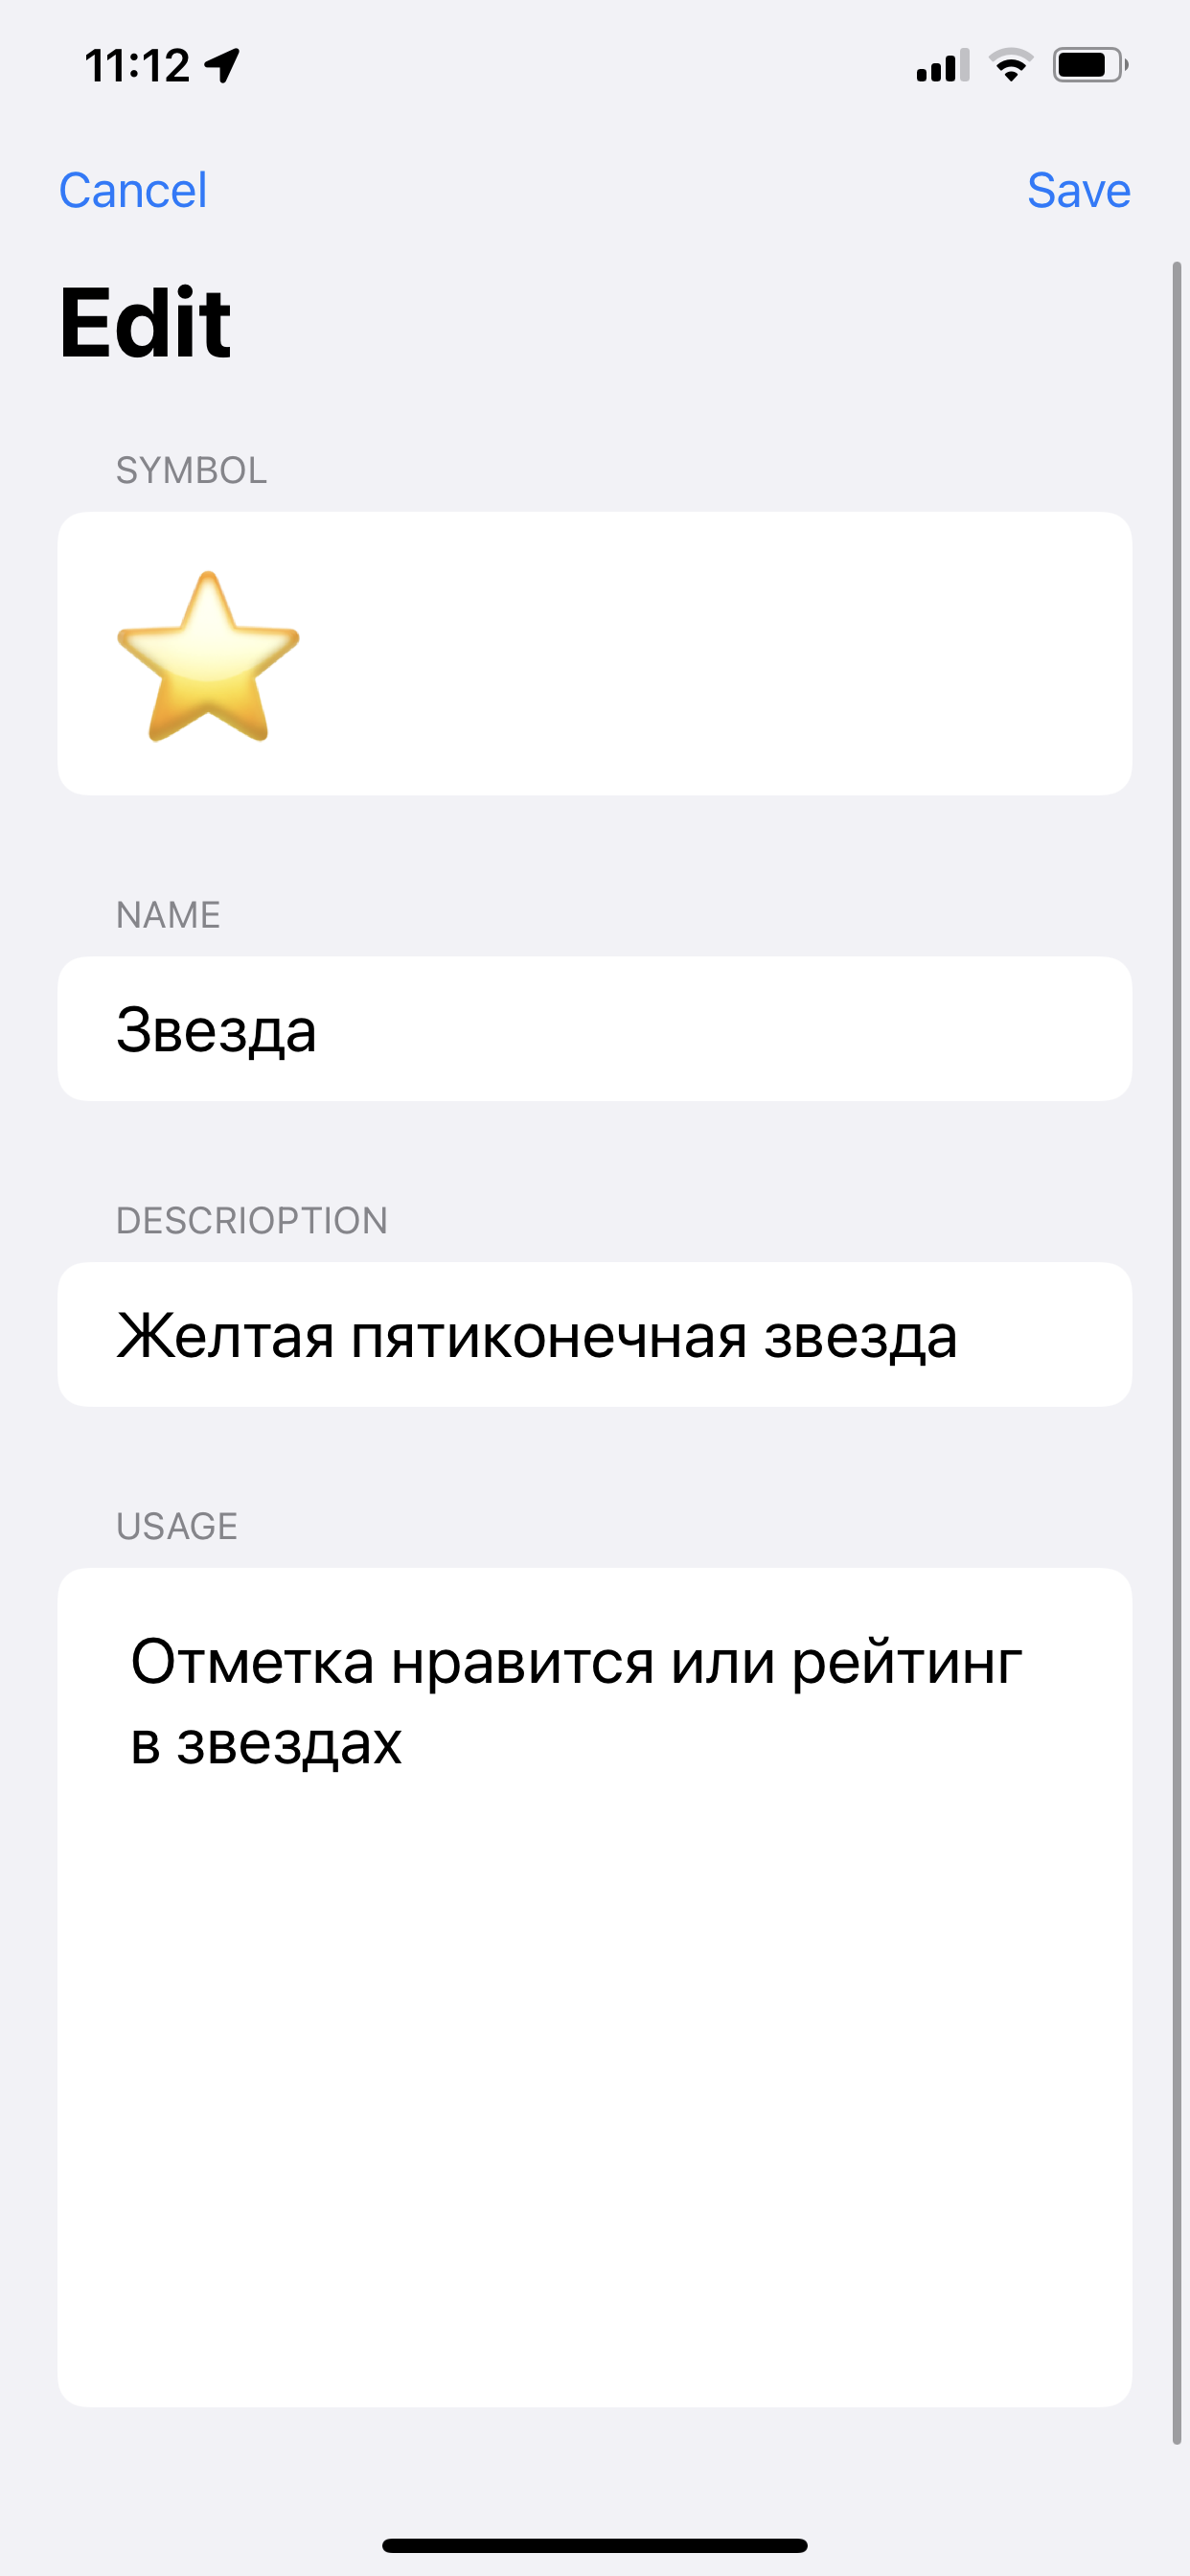 11:12
Cancel
Save
Edit
SYMBOL
NAME
Звезда
DESCRIOPTION
Желтая пятиконечная звезда
USAGE
Отметка нравится или рейтинг
в звездах